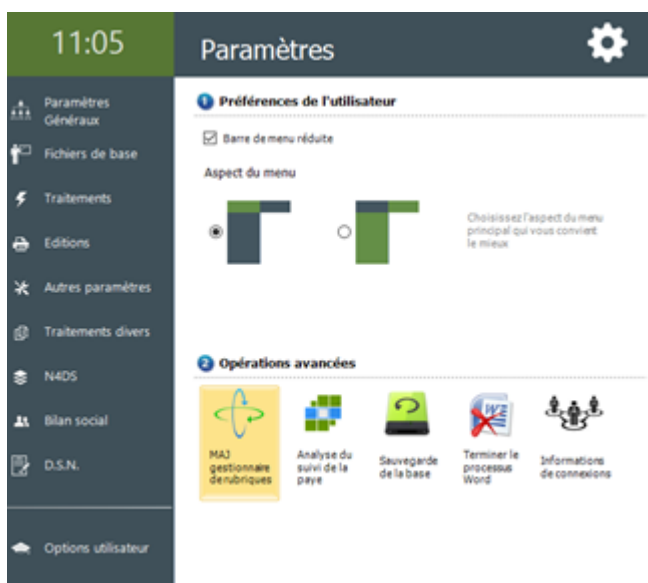 11:05
Paramètres
Paramètres
Généraux
Fichiers de base
Traitements
Editions
Autres paramètres
Traitements divers
N4DS
Bilan social
D.S.N.
Options utilisateur
1 Préférences de l'utilisateur
Barre de menu réduite
Aspect du menu
Choisissez l'aspect du menu
principal qui vous convient
le mieux
2 Opérations avancées
MAJ
gestionnaire
de rubriques
Analyse du
suivi de la
paye
Sauvegarde
de la base
Terminer le
processus
Word
Informations
de connexions